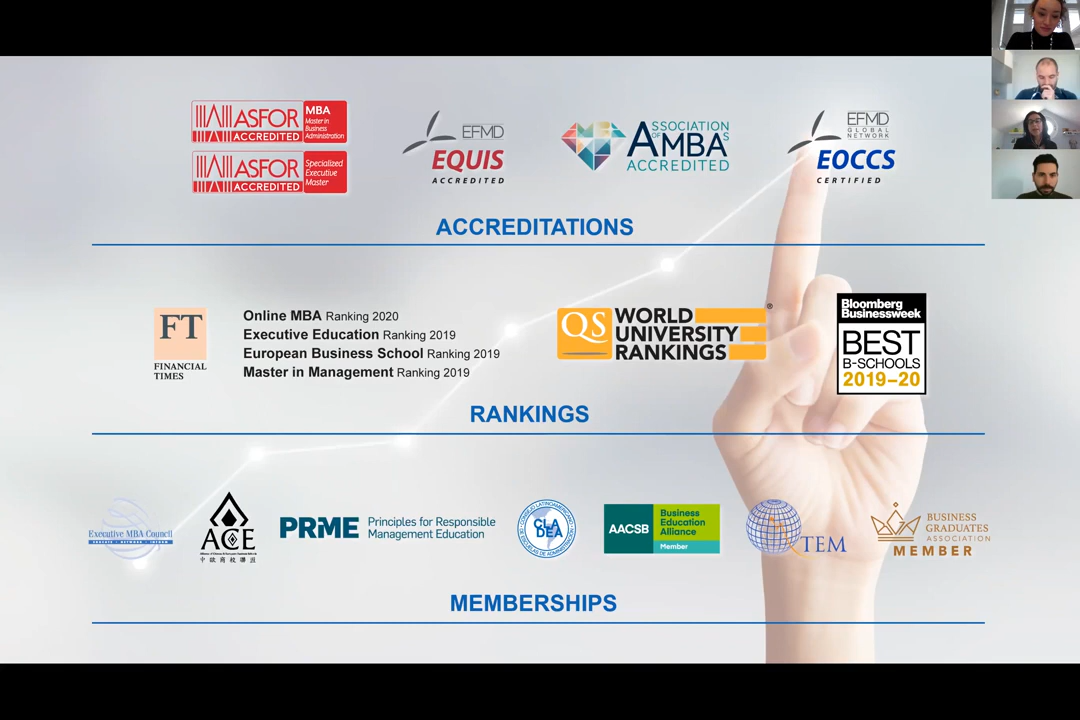 ASFOR
ACCREDITED
MBA
Master in
Business
Administration
ASFOR
ACCREDITED
Specialized
Executive
Master
EFMD
EQUIS
ACCREDITED
ASSOCIATION
OF
AMBAs
ACCREDITED
EFMD
GLOBAL
NETWORK
EOCCS
CERTIFIED
ACCREDITATIONS
FT
FINANCIAL
TIMES
Online MBA Ranking 2020
Executive Education Ranking 2019
European Business School Ranking 2019
Master in Management Ranking 2019
QS
WORLD
UNIVERSITY
RANKINGS
®
Bloomberg
Businessweek
BEST
B-SCHOOLS
2019–20
RANKINGS
Executive MBA Council
ACE
PRME
Principles for Responsible
Management Education
CLA
DEA
AACSB
Business
Education
Alliance
Member
QTEM
BUSINESS
GRADUATES
ASSOCIATION
MEMBER
MEMBERSHIPS